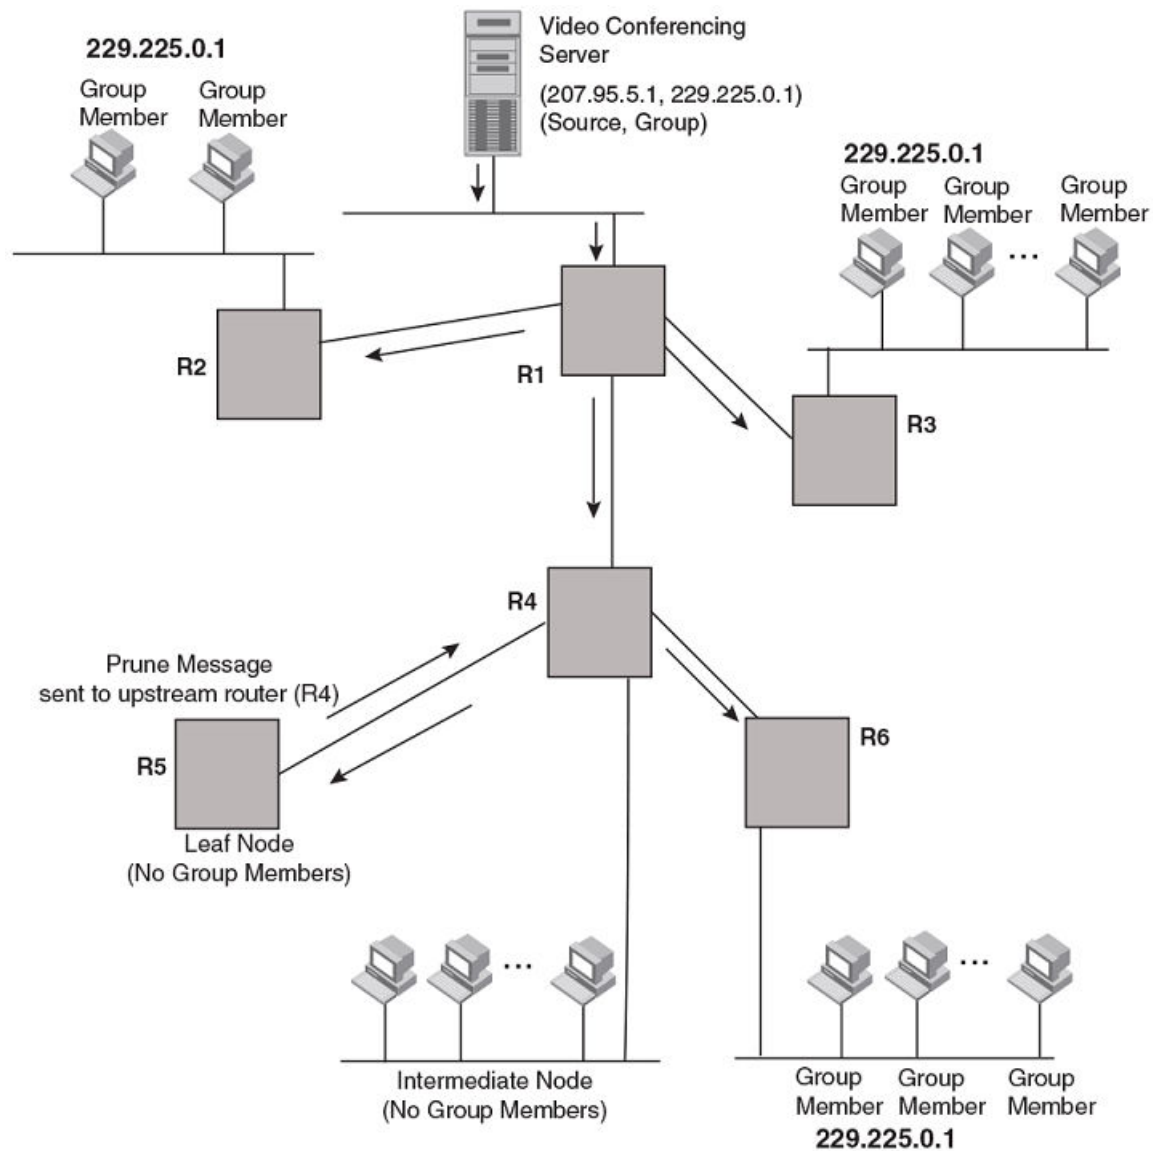 229.225.0.1
Group
Member
Group
Member
Video Conferencing
Server
(207.95.5.1, 229.225.0.1)
(Source, Group)
229.225.0.1
Group
Member
Group
Member
Group
Member
...
R2
R1
R3
R4
Prune Message
sent to upstream router (R4)
R5
Leaf Node
(No Group Members)
R6
...
Intermediate Node
(No Group Members)
...
Group
Member
Group
Member
Group
Member
229.225.0.1